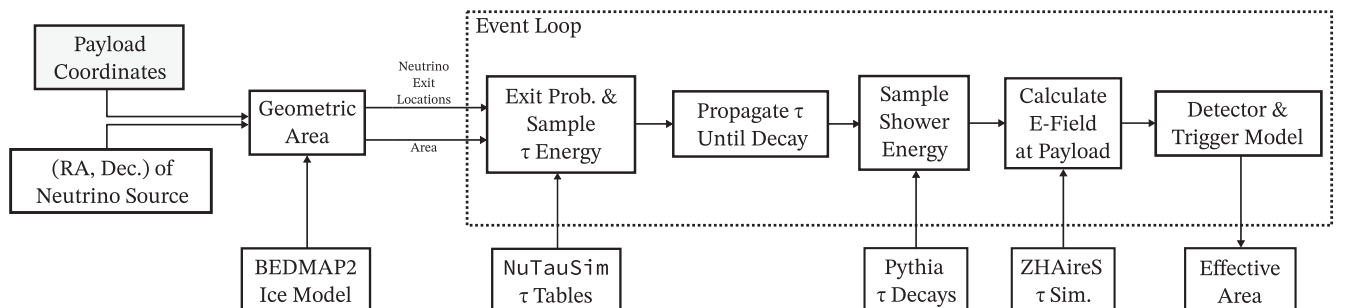 Event Loop
Payload
Coordinates
(RA, Dec.) of
Neutrino Source
Geometric
Area
BEDMAP2
Ice Model
Neutrino
Exit
Locations
Area
Exit Prob. &
Sample
τ Energy
NuTauSim
τ Tables
Propagate τ
Until Decay
Sample
Shower
Energy
Pythia
τ Decays
Calculate
E-Field
at Payload
ZHAireS
τ Sim.
Detector &
Trigger Model
Effective
Area